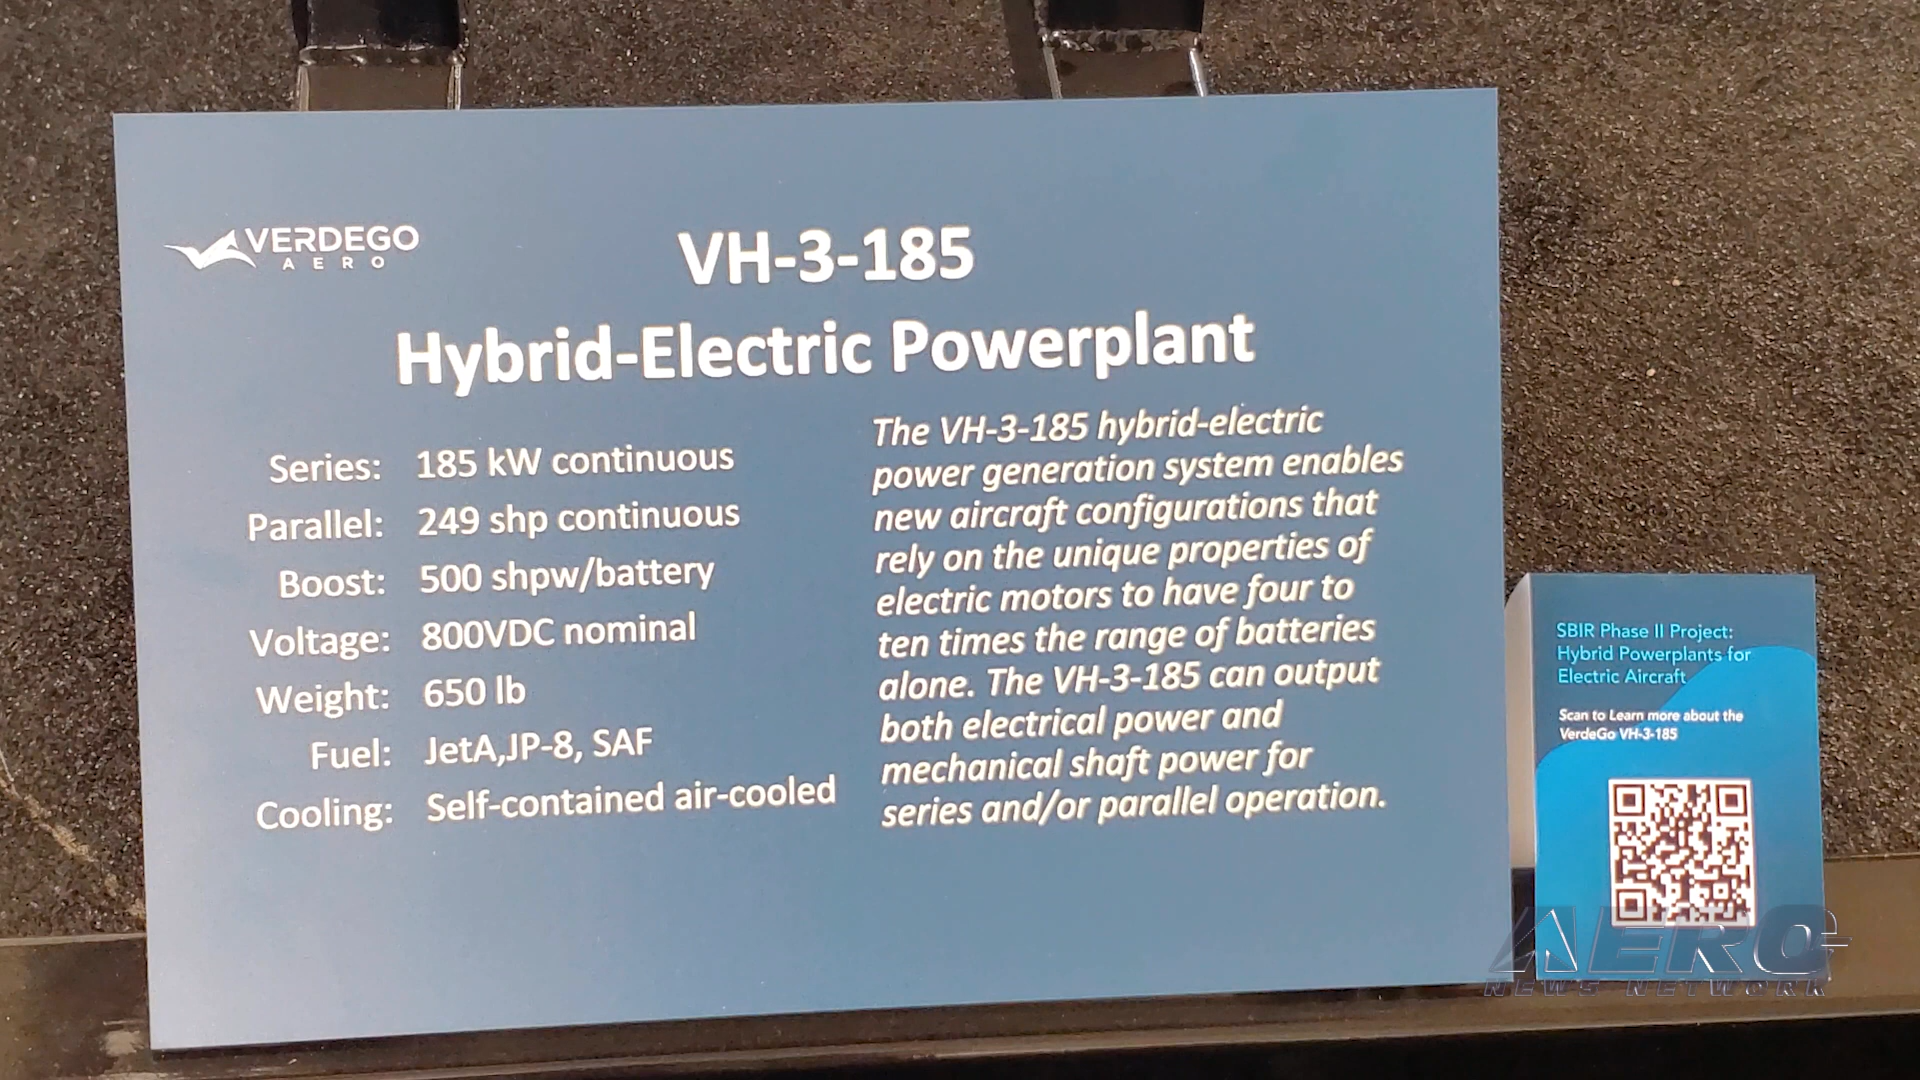 VERDEGO
AERO
VH-3-185
Hybrid-Electric Powerplant
Series: 185 kW continuous
Parallel: 249 shp continuous
Boost: 500 shpw/battery
Voltage: 800VDC nominal
Weight: 650 lb
Fuel: JetA,JP-8, SAF
Cooling: Self-contained air-cooled
The VH-3-185 hybrid-electric
power generation system enables
new aircraft configurations that
rely on the unique properties of
electric motors to have four to
ten times the range of batteries
alone. The VH-3-185 can output
both electrical power and
mechanical shaft power for
series and/or parallel operation.
SBIR Phase II Project:
Hybrid Powerplants for
Electric Aircraft
Scan to Learn more about the
VerdeGo VH-3-185
AERO
NEWS NETWORK